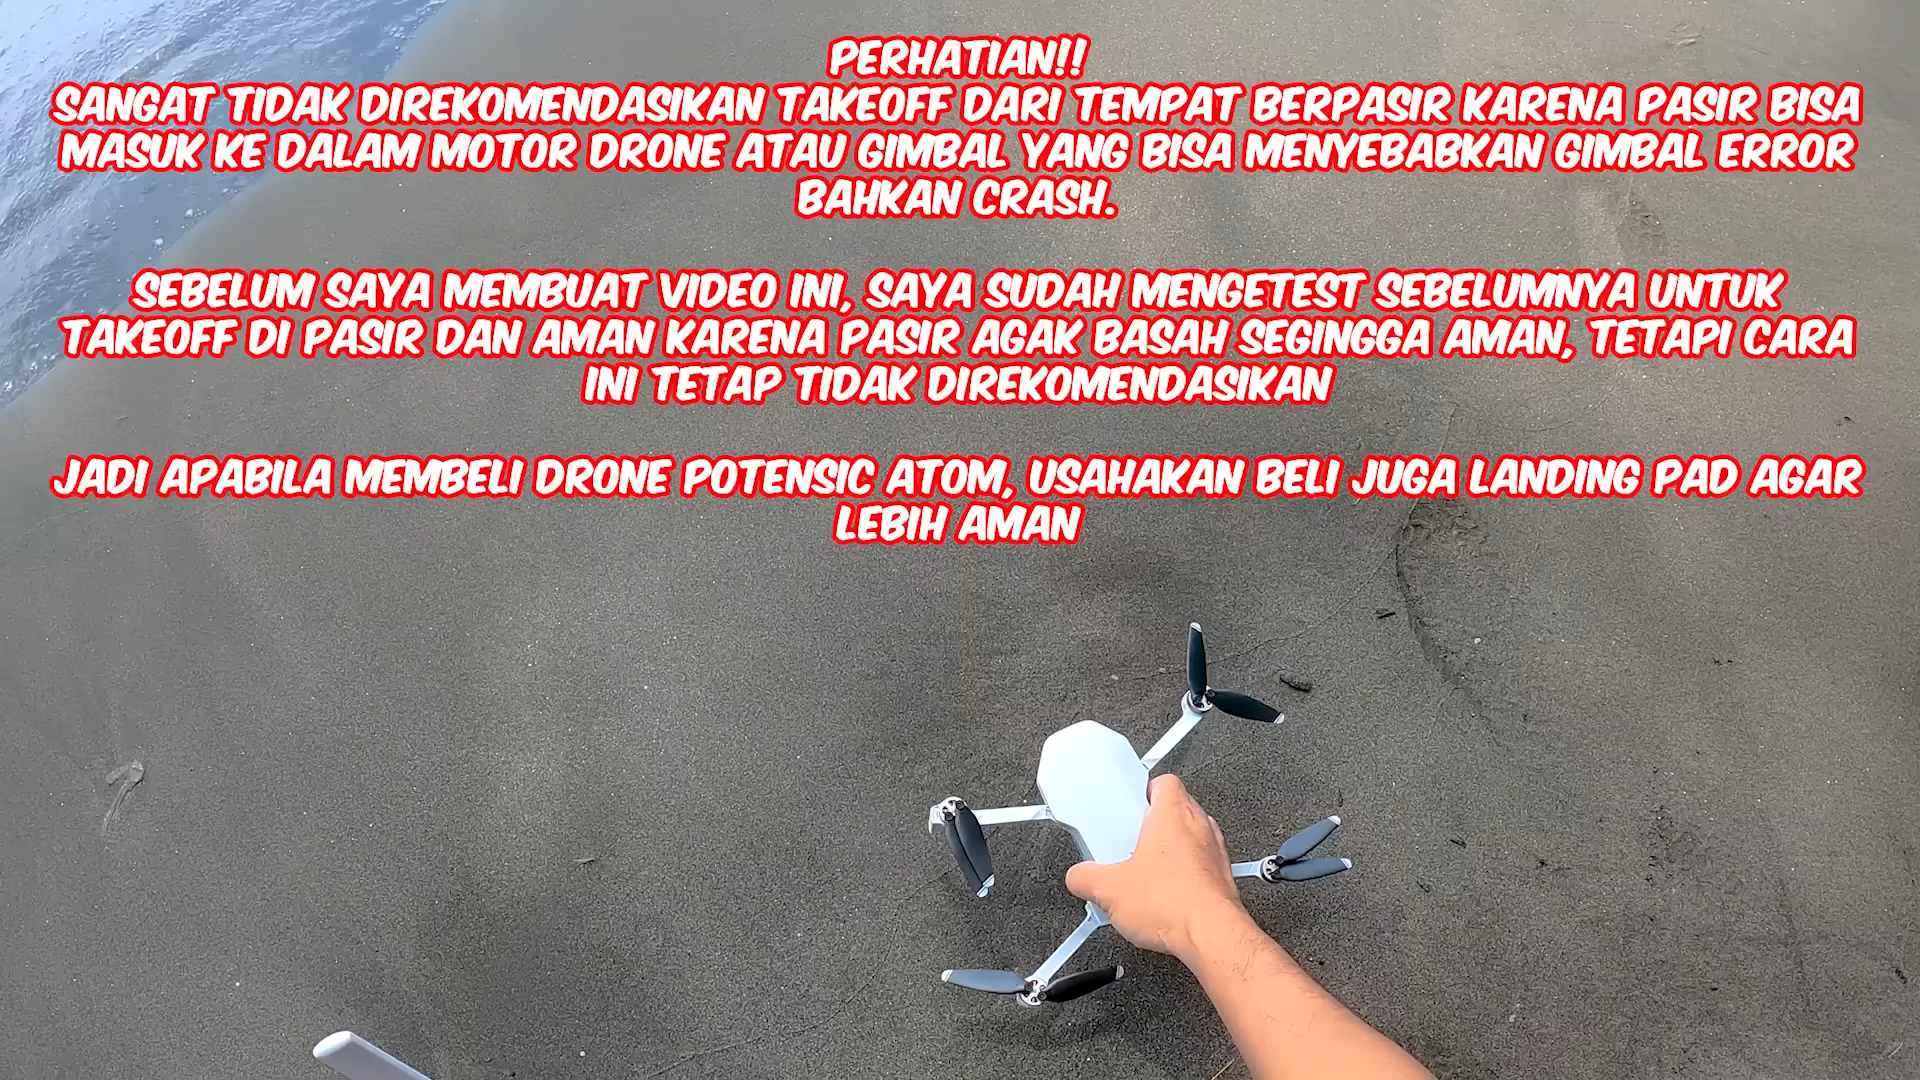 PERHATIAN!!
SANGAT TIDAK DIREKOMENDASIKAN TAKEOFF DARI TEMPAT BERPASIR KARENA PASIR BISA
MASUK KE DALAM MOTOR DRONE ATAU GIMBAL YANG BISA MENYEBABKAN GIMBAL ERROR
BAHKAN CRASH.
SEBELUM SAYA MEMBUAT VIDEO INI, SAYA SUDAH MENGETEST SEBELUMNYA UNTUK
TAKEOFF DI PASIR DAN AMAN KARENA PASIR AGAK BASAH SEGINGGA AMAN, TETAPI CARA
INI TETAP TIDAK DIREKOMENDASIKAN
JADI APABILA MEMBELI DRONE POTENSIC ATOM, USAHAKAN BELI JUGA LANDING PAD AGAR
LEBIH AMAN